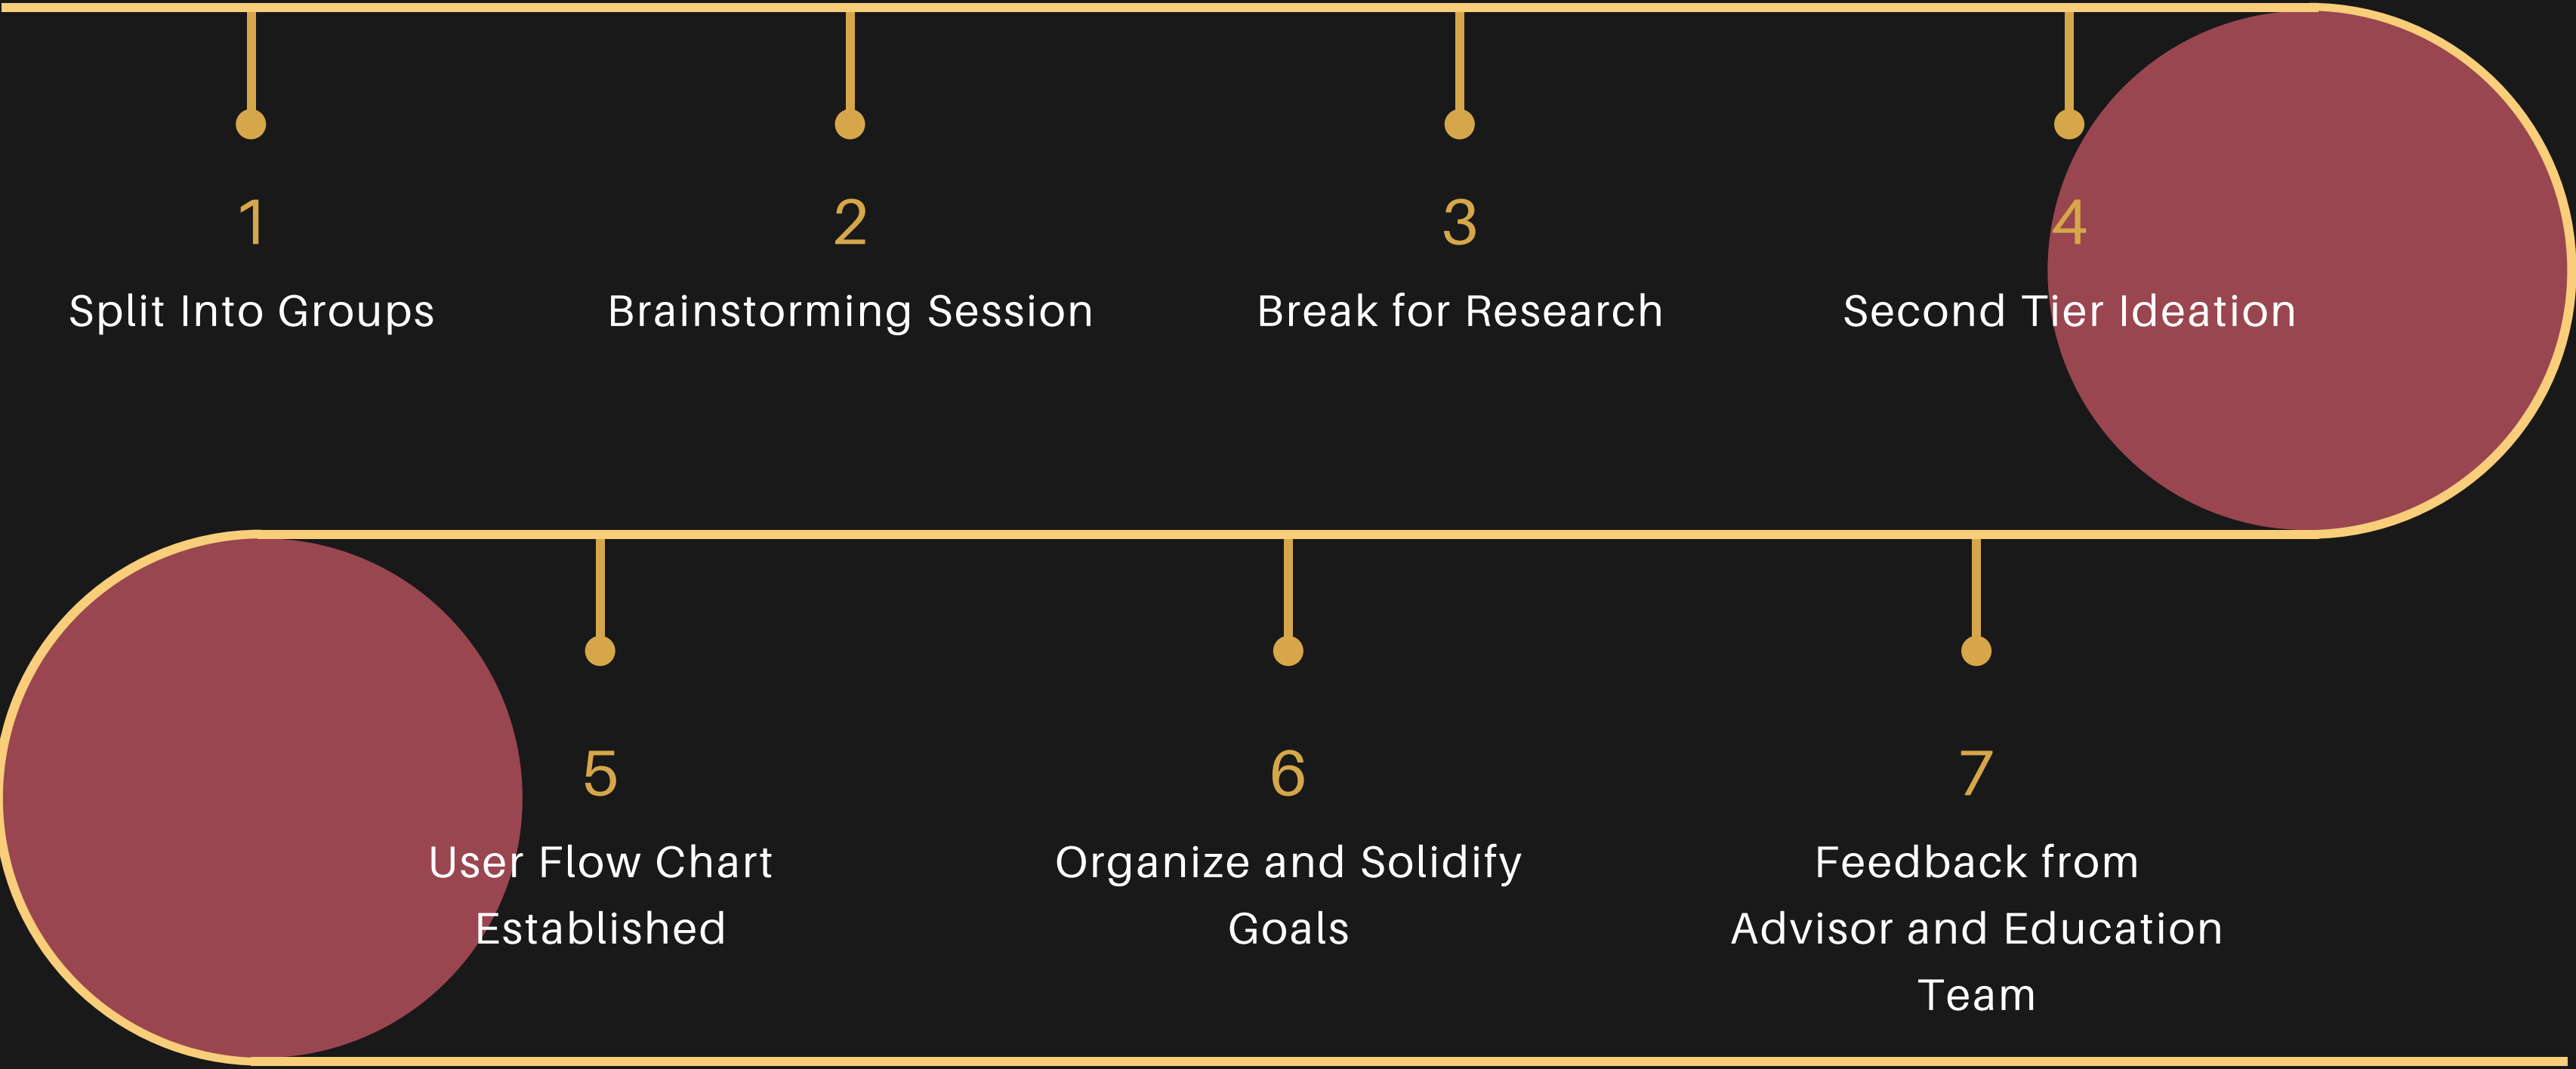 1
Split Into Groups
2
Brainstorming Session
3
Break for Research
4
Second Tier Ideation
5
User Flow Chart
Established
6
Organize and Solidify
Goals
7
Feedback from
Advisor and Education
Team